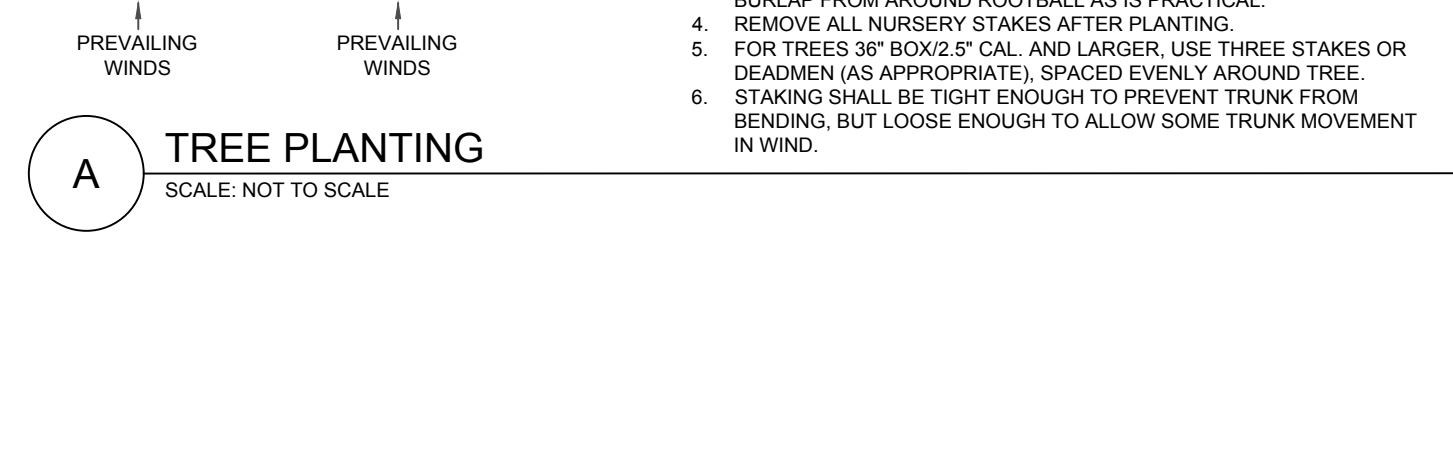 PREVAILING
WINDS
PREVAILING
WINDS
BURLAP FROM AROUND ROOTBALL AS IS PRACTICAL.
4. REMOVE ALL NURSERY STAKES AFTER PLANTING.
5. FOR TREES 36" BOX/2.5" CAL. AND LARGER, USE THREE STAKES OR
DEADMEN (AS APPROPRIATE), SPACED EVENLY AROUND TREE.
6. STAKING SHALL BE TIGHT ENOUGH TO PREVENT TRUNK FROM
BENDING, BUT LOOSE ENOUGH TO ALLOW SOME TRUNK MOVEMENT
IN WIND.
A
TREE PLANTING
SCALE: NOT TO SCALE